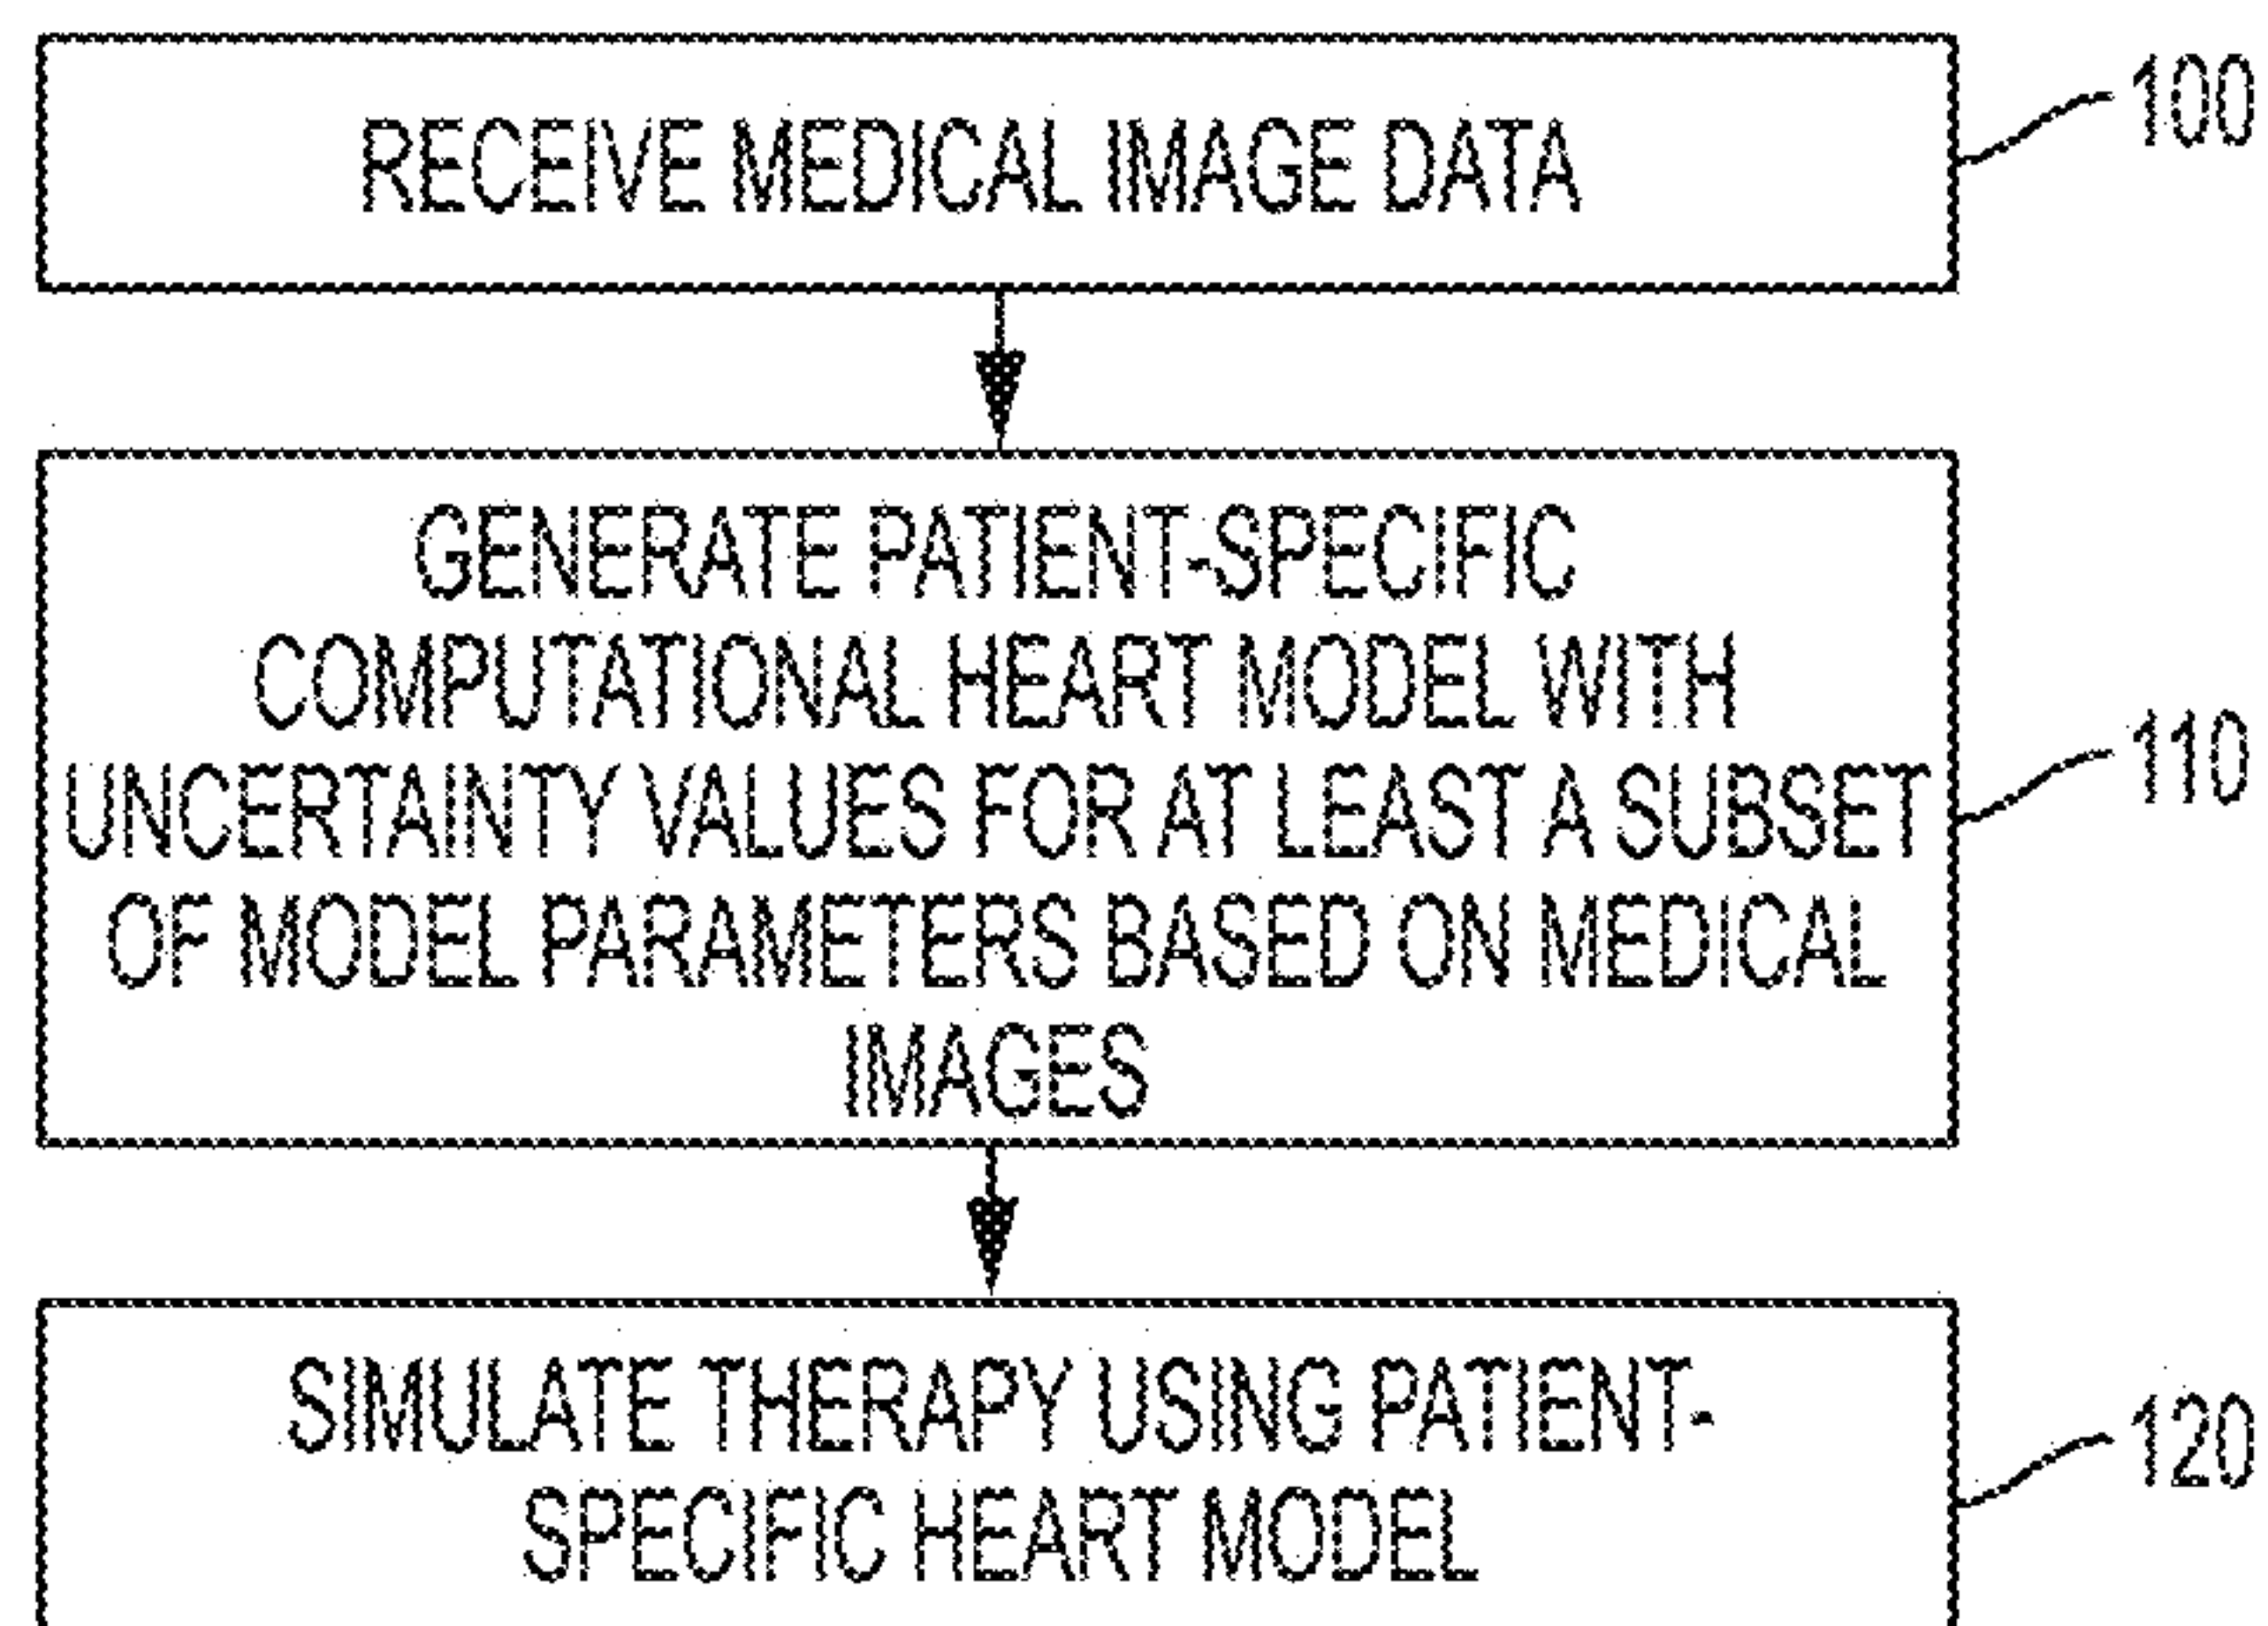 RECEIVE MEDICAL IMAGE DATA
100
GENERATE PATIENT-SPECIFIC
COMPUTATIONAL HEART MODEL WITH
UNCERTAINTY VALUES FOR AT LEAST A SUBSET
OF MODEL PARAMETERS BASED ON MEDICAL
IMAGES
110
SIMULATE THERAPY USING PATIENT-
SPECIFIC HEART MODEL
120